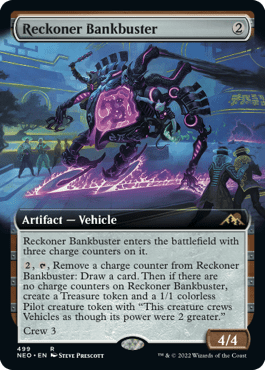 Reckoner Bankbuster 2
Artifact — Vehicle
Reckoner Bankbuster enters the battlefield with
three charge counters on it.
2, T, Remove a charge counter from Reckoner
Bankbuster: Draw a card. Then if there are
no charge counters on Reckoner Bankbuster,
create a Treasure token and a 1/1 colorless
Pilot creature token with “This creature crews
Vehicles as though its power were 2 greater.”
Crew 3
4/4
499 R
NEO • EN STEVE PRESCOTT
™ & © 2022 Wizards of the Coast